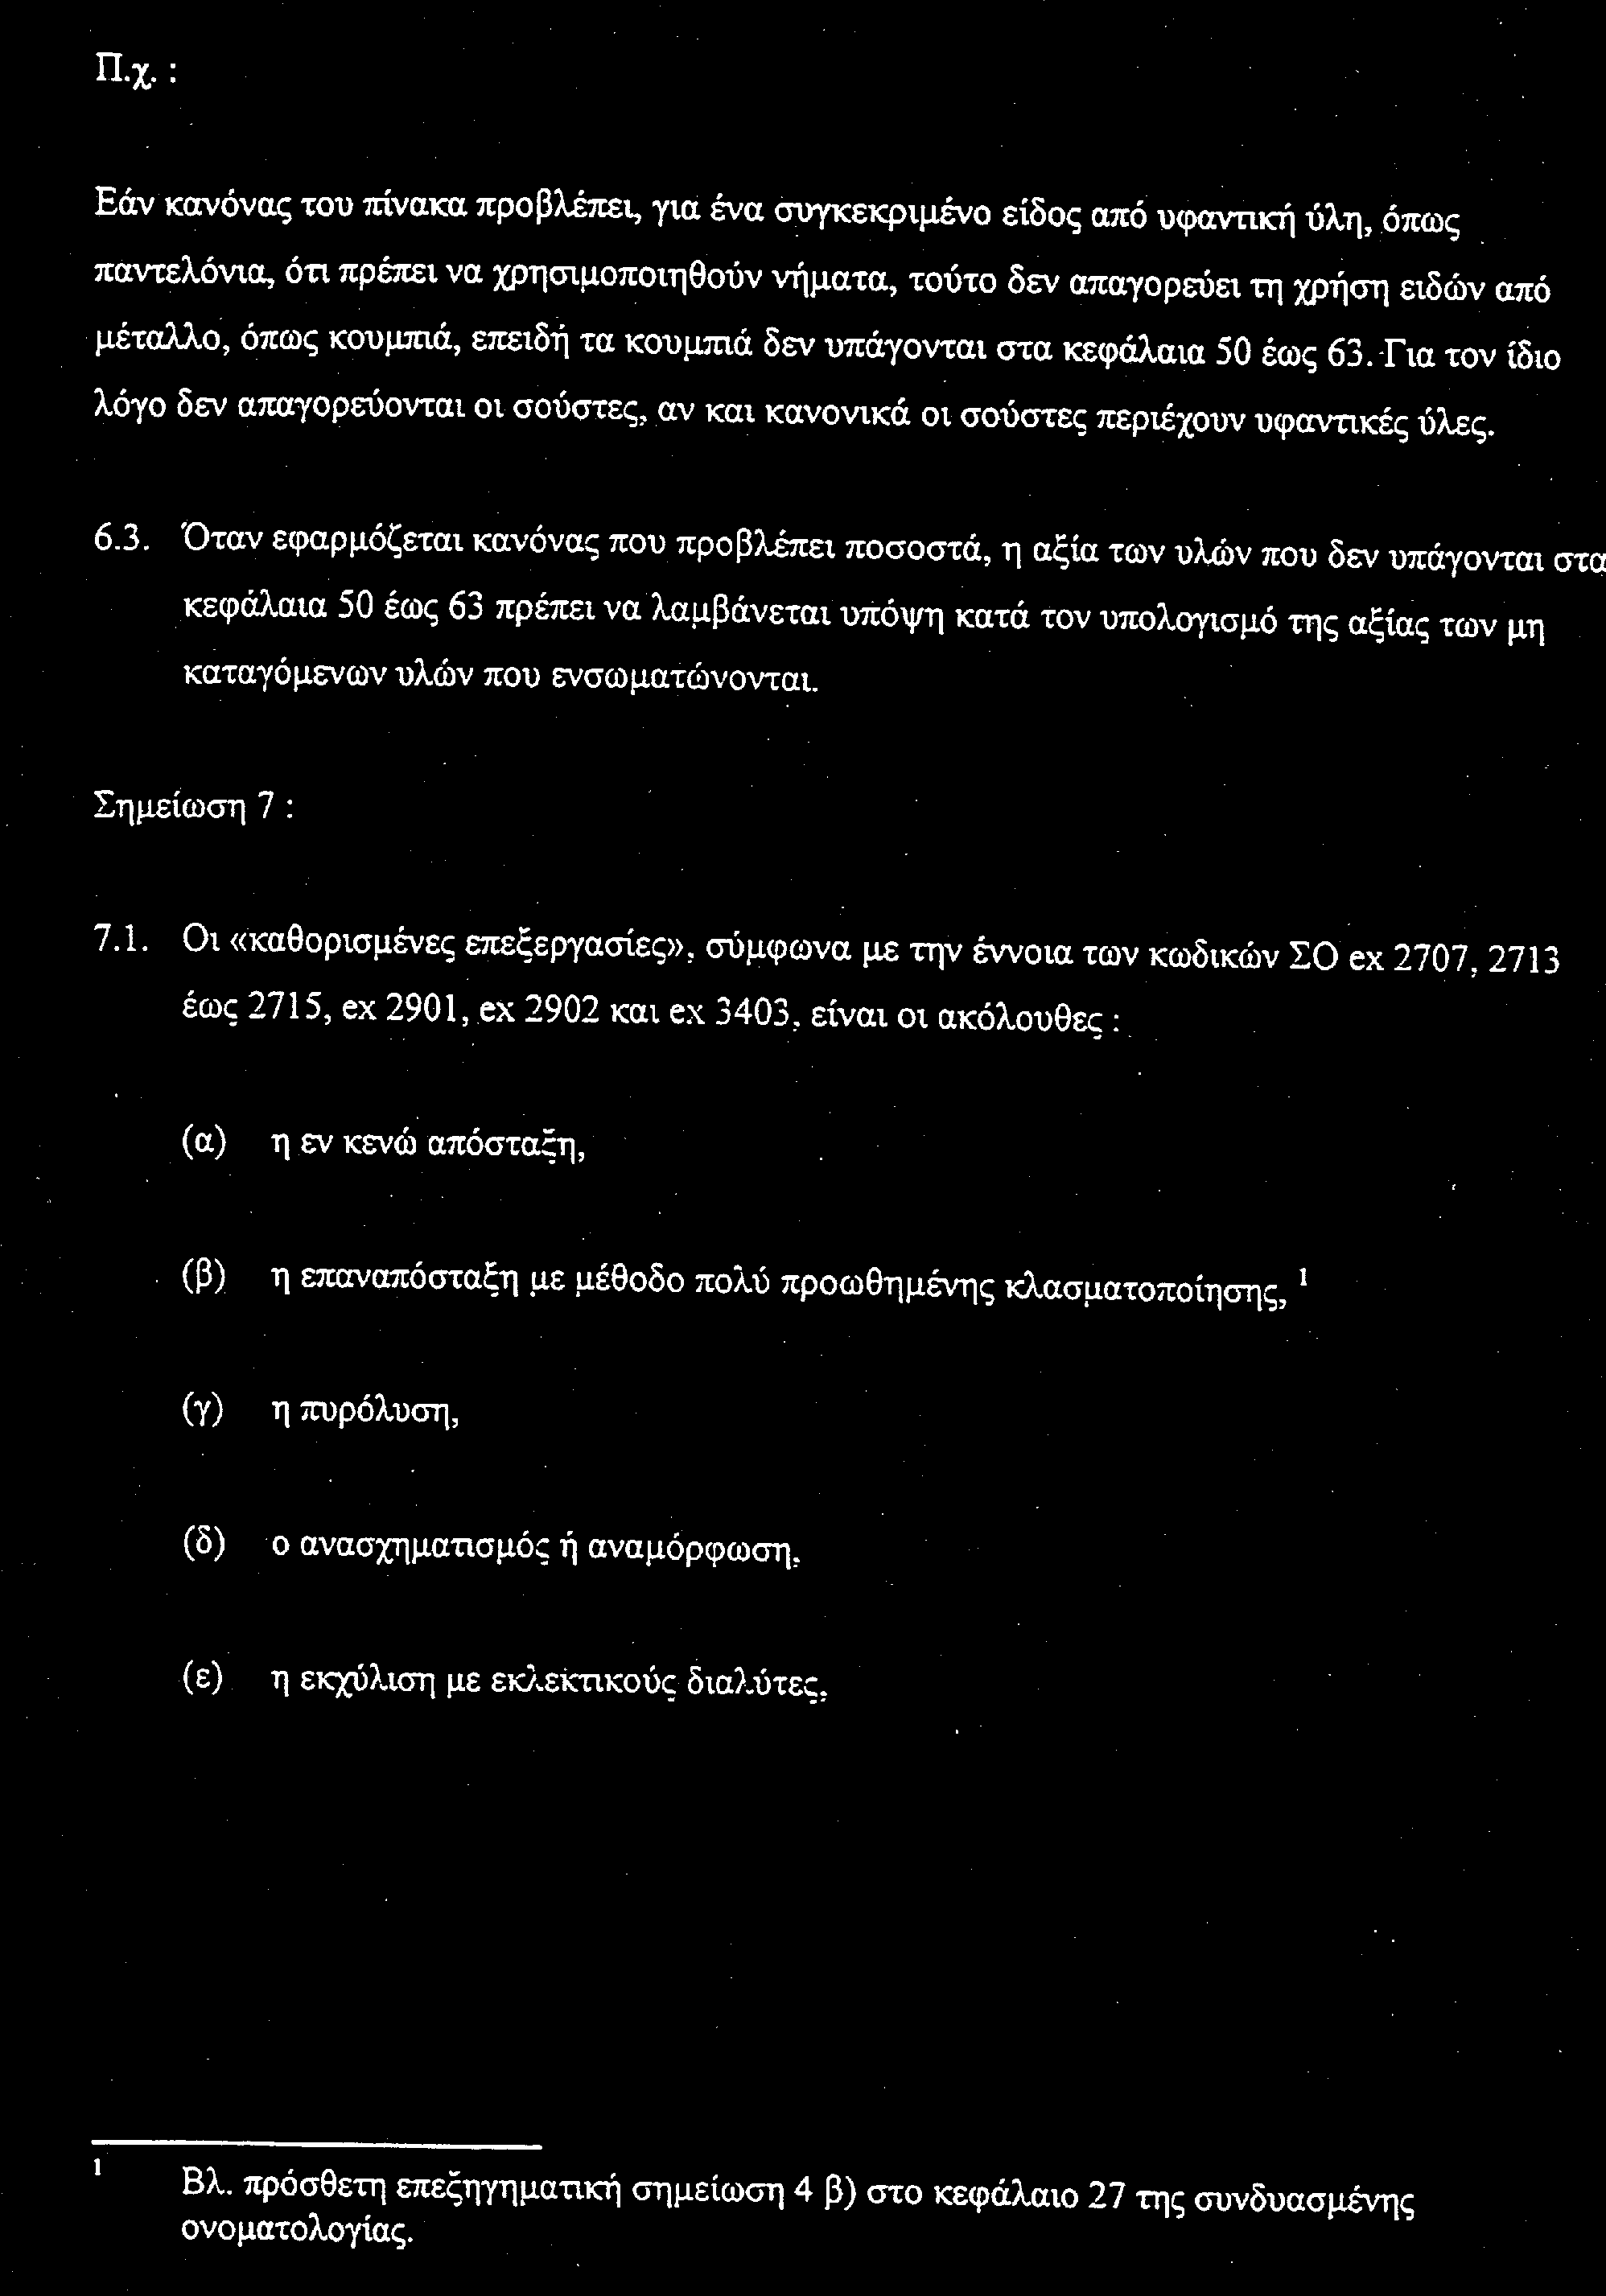 Π.χ. :
Εάν κανόνας του πίνακα προβλέπει, για ένα συγκεκριμένο είδος από υφαντική ύλη, όπως
παντελόνια, ότι πρέπει να χρησιμοποιηθούν νήματα, τούτο δεν απαγορεύει τη χρήση ειδών από
μέταλλο, όπως κουμπιά, επειδή τα κουμπιά δεν υπάγονται στα κεφάλαια 50 έως 63. Για τον ίδιο
λόγο δεν απαγορεύονται οι σούστες, αν και κανονικά οι σούστες περιέχουν υφαντικές ύλες.
6.3. Όταν εφαρμόζεται κανόνας που προβλέπει ποσοστά, η αξία των υλών που δεν υπάγονται στα
κεφάλαια 50 έως 63 πρέπει να λαμβάνεται υπόψη κατά τον υπολογισμό της αξίας των μη
καταγόμενων υλών που ενσωματώνονται.
Σημείωση 7 :
7.1. Οι «καθορισμένες επεξεργασίες», σύμφωνα με την έννοια των κωδικών ΣΟ ex 2707, 2713
έως 2715, ex 2901, ex 2902 και ex 3403, είναι οι ακόλουθες :
(α) η εν κενώ απόσταξη,
(β) η επαναπόσταξη με μέθοδο πολύ προωθημένης κλασματοποίησης, 1
(γ) η πυρόλυση,
(δ) ο ανασχηματισμός ή αναμόρφωση,
(ε) η εκχύλιση με εκλεκτικούς διαλύτες,
1 Βλ. πρόσθετη επεξηγηματική σημείωση 4 β) στο κεφάλαιο 27 της συνδυασμένης
ονοματολογίας.